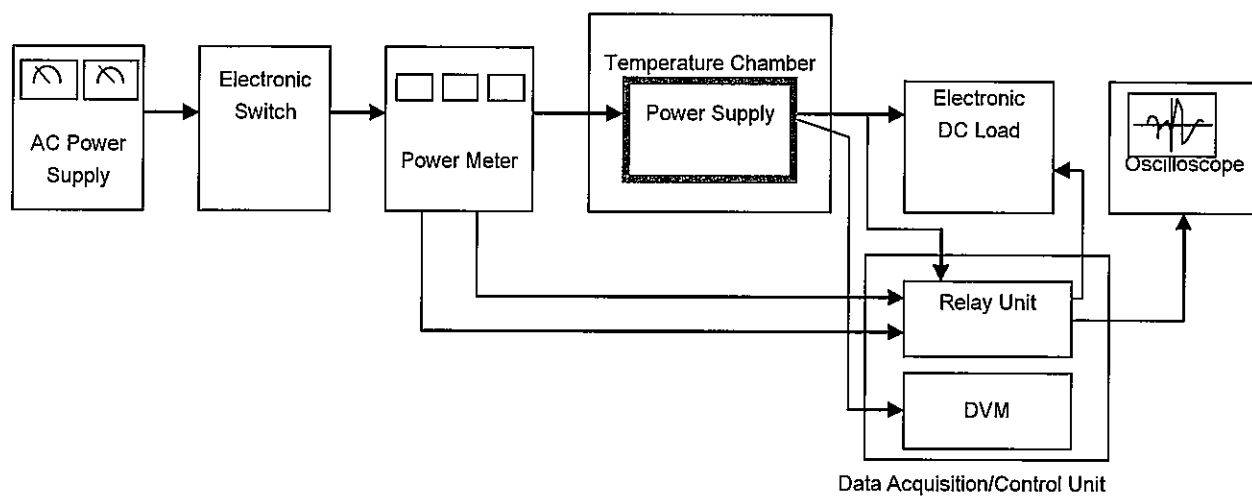 AC Power
Supply
Electronic
Switch
Power Meter
Temperature Chamber
Power Supply
Electronic
DC Load
Oscilloscope
Relay Unit
DVM
Data Acquisition/Control Unit